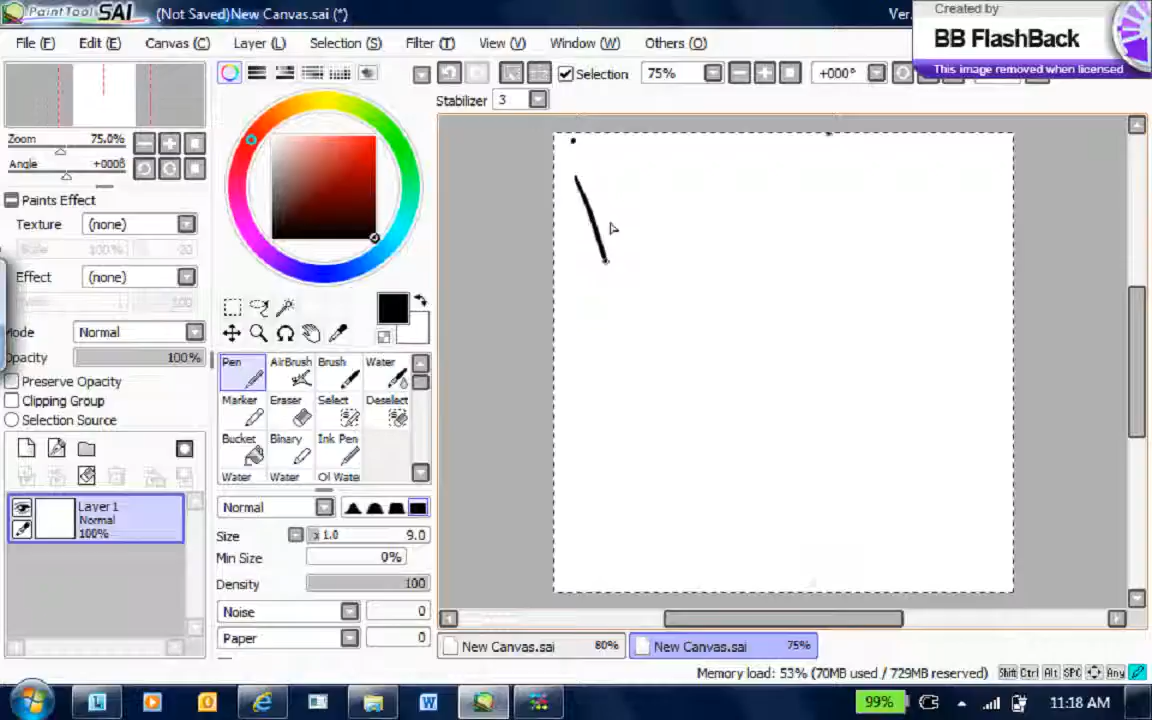 PaintTool SAI (Not Saved)New Canvas.sai (*) Ver.
Created by
BB FlashBack
This image removed when licensed
File (F) Edit (E) Canvas (C) Layer (L) Selection (S) Filter (T) View (V) Window (W) Others (O)
Selection 75% +000°
Stabilizer 3
Zoom 75.0%
Angle +000θ
Paints Effect
Texture (none)
Scale 100% 20
Effect (none)
100
Mode Normal
Opacity 100%
Preserve Opacity
Clipping Group
Selection Source
Layer1
Normal
100%
Pen AirBrush Brush Water
Marker Eraser Select Deselect
Bucket Binary Ink Pen
Water Water Oil Water
Normal
Size x 1.0 9.0
Min Size 0%
Density 100
Noise 0
Paper 0
New Canvas.sai 80% New Canvas.sai 75%
Memory load: 53% (70MB used / 729MB reserved) Shift Ctrl Alt SPC Any
99% 11:18 AM